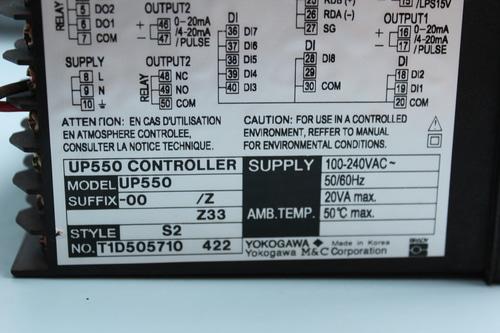 RELAY
5 DO2
6 DO1
7 COM
OUTPUT2
+ 46 0~20mA
/4-20mA
- 47 /PULSE
DI
36 DI7
37 DI6
38 DI5
39 DI4
40 DI3
25 RDB (+)
26 RDA (-)
27 SG
28 DI8
30 COM
15 /LPS15V
OUTPUT1
+ 16 0~20mA
/4-20mA
- 17 /PULSE
DI
18 DI2
19 DI1
20 COM
SUPPLY
8 L
9 N
10
OUTPUT2
RELAY
48 NC
49 NO
50 COM
ATTENTION: EN CAS D'UTILISATION
EN ATMOSPHERE CONTROLEE,
CONSULTER LA NOTICE TECHNIQUE.
CAUTION: FOR USE IN A CONTROLLED
ENVIRONMENT, REFFER TO MANUAL
FOR ENVIRONMENTAL CONDITIONS.
UP550 CONTROLLER
MODEL UP550
SUFFIX -00 /Z
Z33
STYLE S2
NO. T1D505710 422
SUPPLY 100-240VAC~
50/60Hz
20VA max.
AMB.TEMP. 50°C max.
YOKOGAWA Made in Korea
Yokogawa M&C Corporation